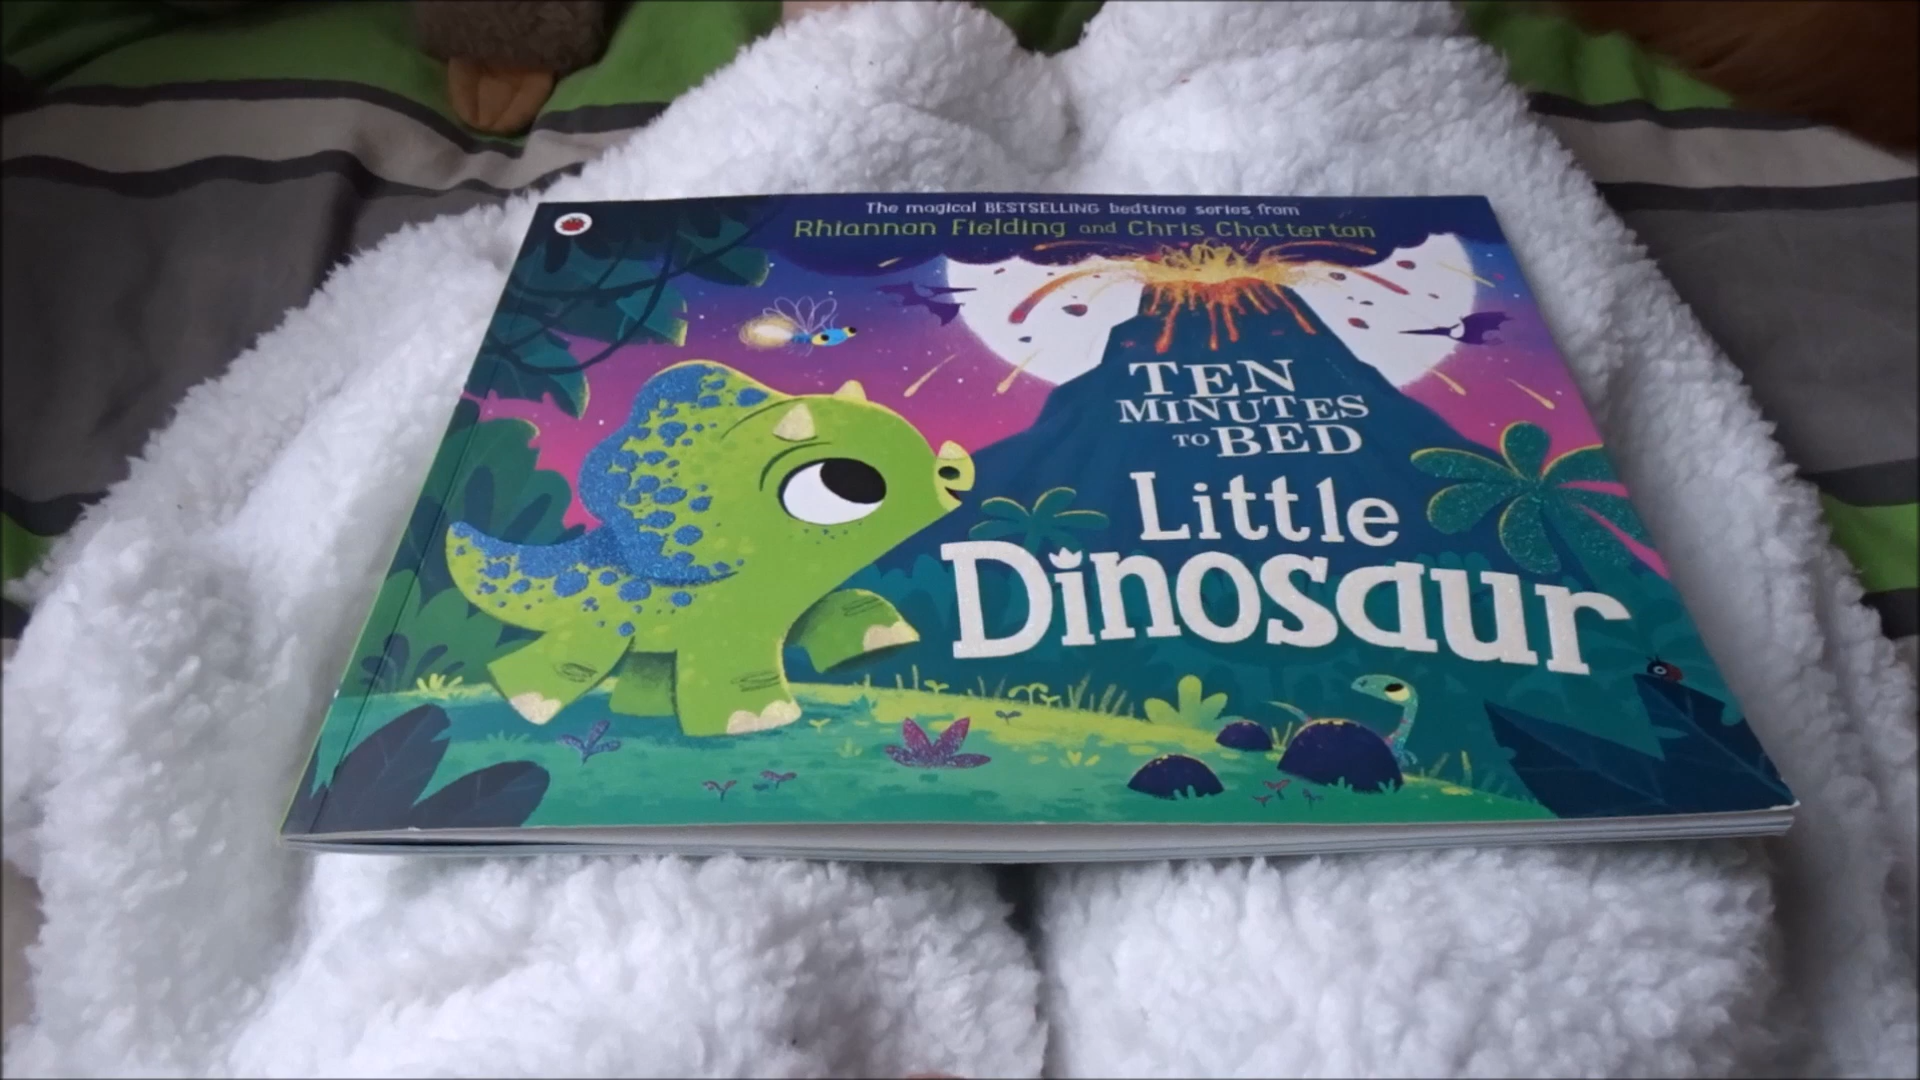 The magical BESTSELLING bedtime series from
Rhiannon Fielding and Chris Chatterton
TEN
MINUTES
TO BED
Little
Dinosaur